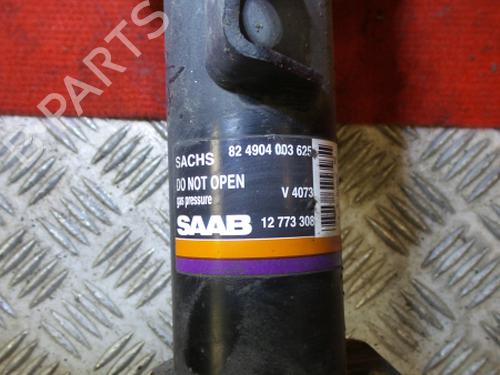 B PARTS
SACHS 82 4904 003 625
DO NOT OPEN
gas pressure V 4073
SAAB 12 773 308